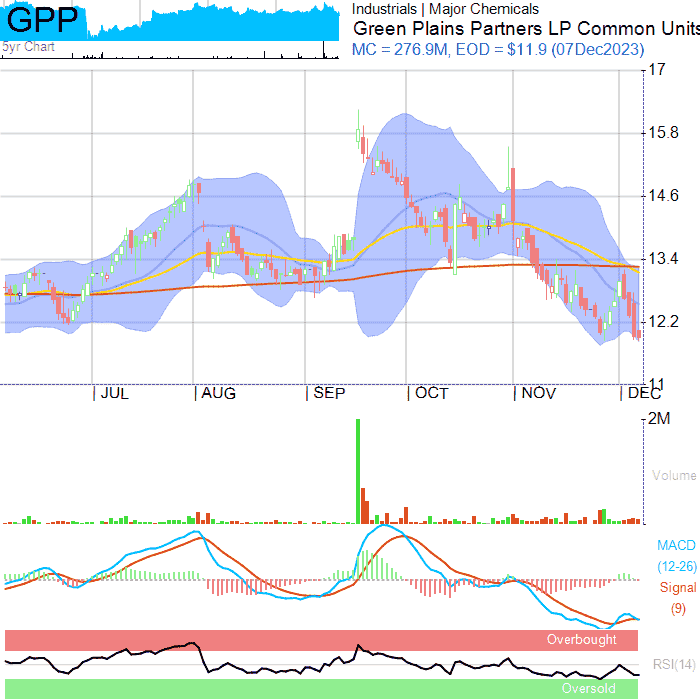 GPP
5yr Chart
Industrials | Major Chemicals
Green Plains Partners LP Common Units
MC = 276.9M, EOD = $11.9 (07Dec2023)
17
15.8
14.6
13.4
12.2
11
JUL AUG SEP OCT NOV DEC
2M
Volume
MACD
(12-26)
Signal
(9)
Overbought
RSI(14)
Oversold